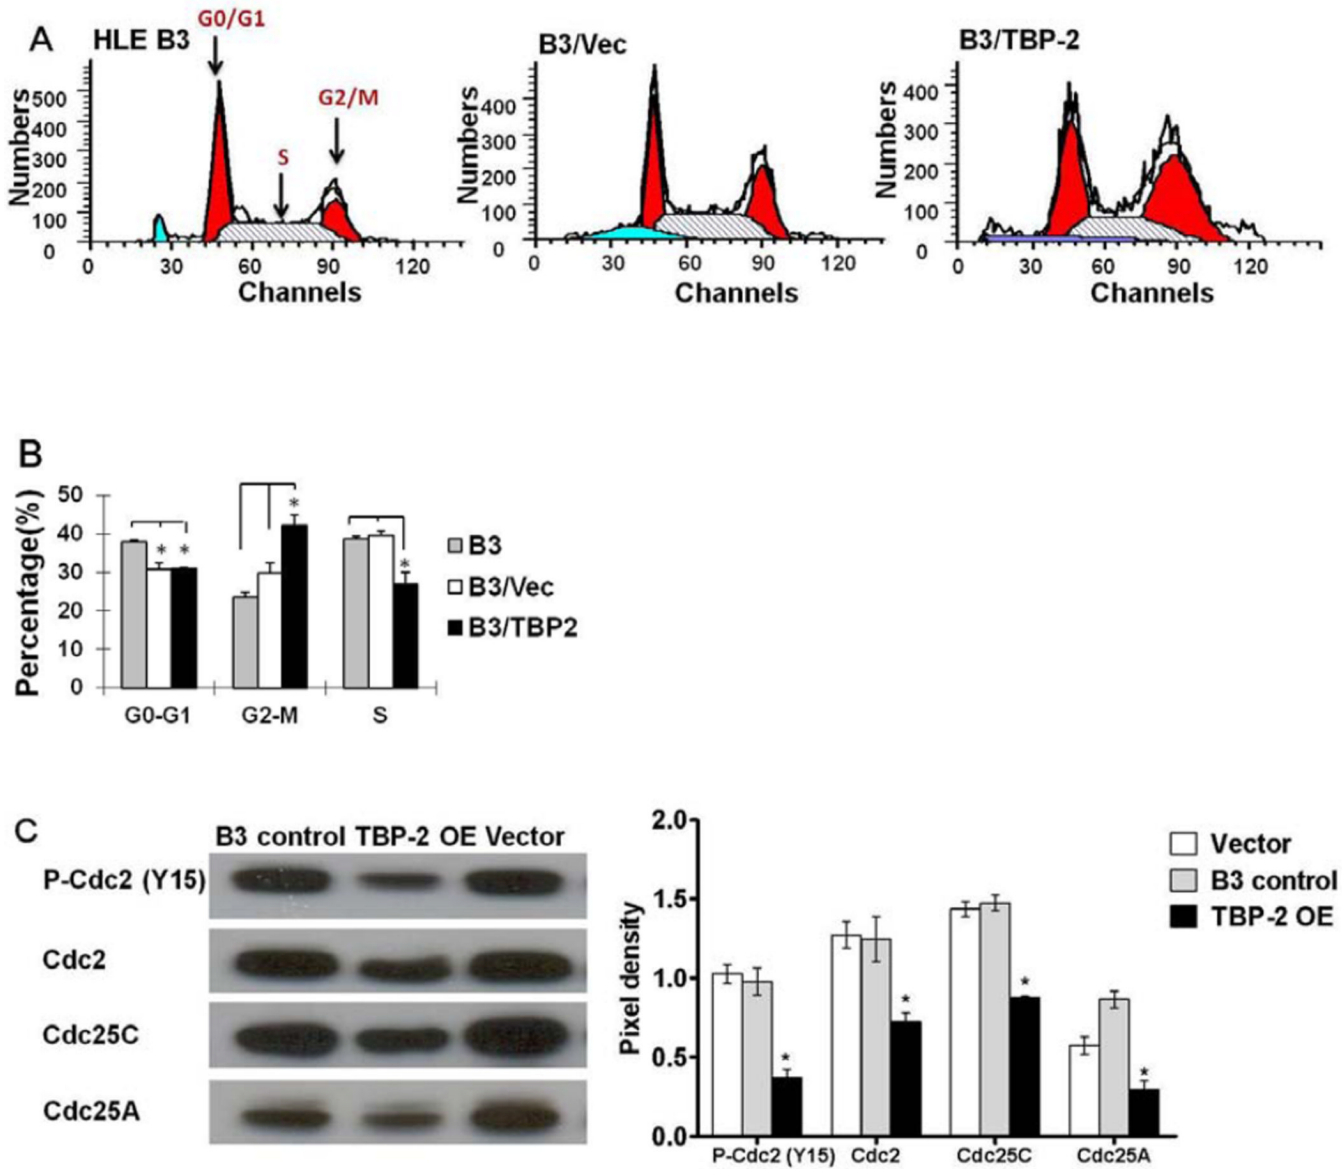 A
HLE B3
G0/G1
S
G2/M
Numbers
500
400
300
200
100
0
0 30 60 90 120
Channels
B3/Vec
Numbers
400
300
200
100
0
0 30 60 90 120
Channels
B3/TBP-2
Numbers
400
300
200
100
0
0 30 60 90 120
Channels
B
Percentage(%)
50
40
30
20
10
0
* *
*
*
G0-G1 G2-M S
B3
B3/Vec
B3/TBP2
C
B3 control TBP-2 OE Vector
P-Cdc2 (Y15)
Cdc2
Cdc25C
Cdc25A
Pixel density
2.0
1.5
1.0
0.5
0.0
*
*
*
*
P-Cdc2 (Y15) Cdc2 Cdc25C Cdc25A
Vector
B3 control
TBP-2 OE